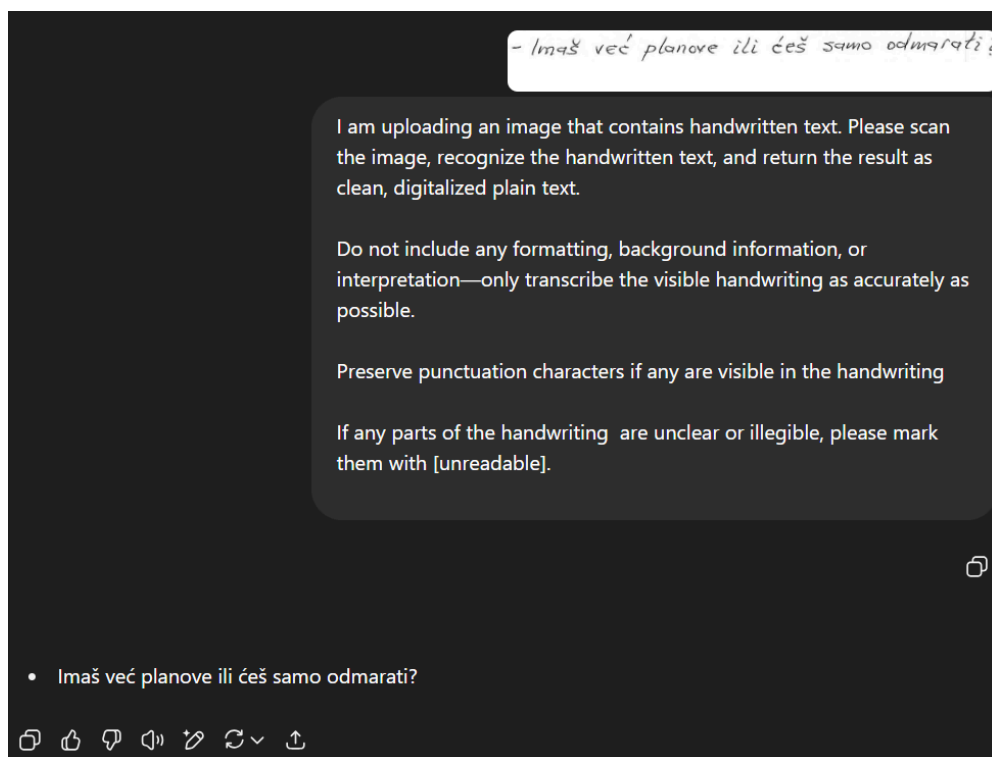 - Imaš već planove ili ćeš samo odmarati?
I am uploading an image that contains handwritten text. Please scan
the image, recognize the handwritten text, and return the result as
clean, digitalized plain text.
Do not include any formatting, background information, or
interpretation—only transcribe the visible handwriting as accurately as
possible.
Preserve punctuation characters if any are visible in the handwriting
If any parts of the handwriting  are unclear or illegible, please mark
them with [unreadable].
• Imaš već planove ili ćeš samo odmarati?